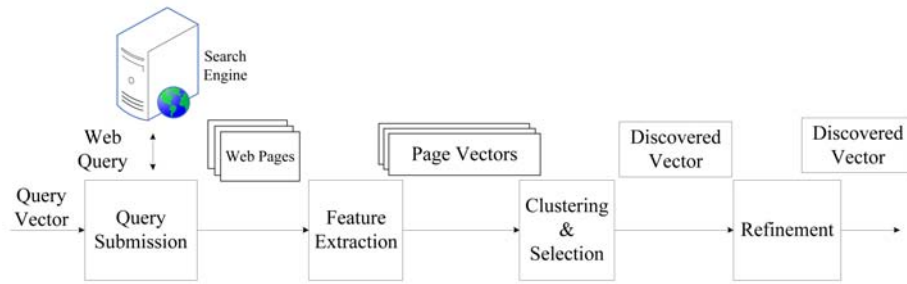 Search
Engine
Web
Query
Web Pages
Page Vectors
Discovered
Vector
Discovered
Vector
Query
Vector
Query
Submission
Feature
Extraction
Clustering
&
Selection
Refinement